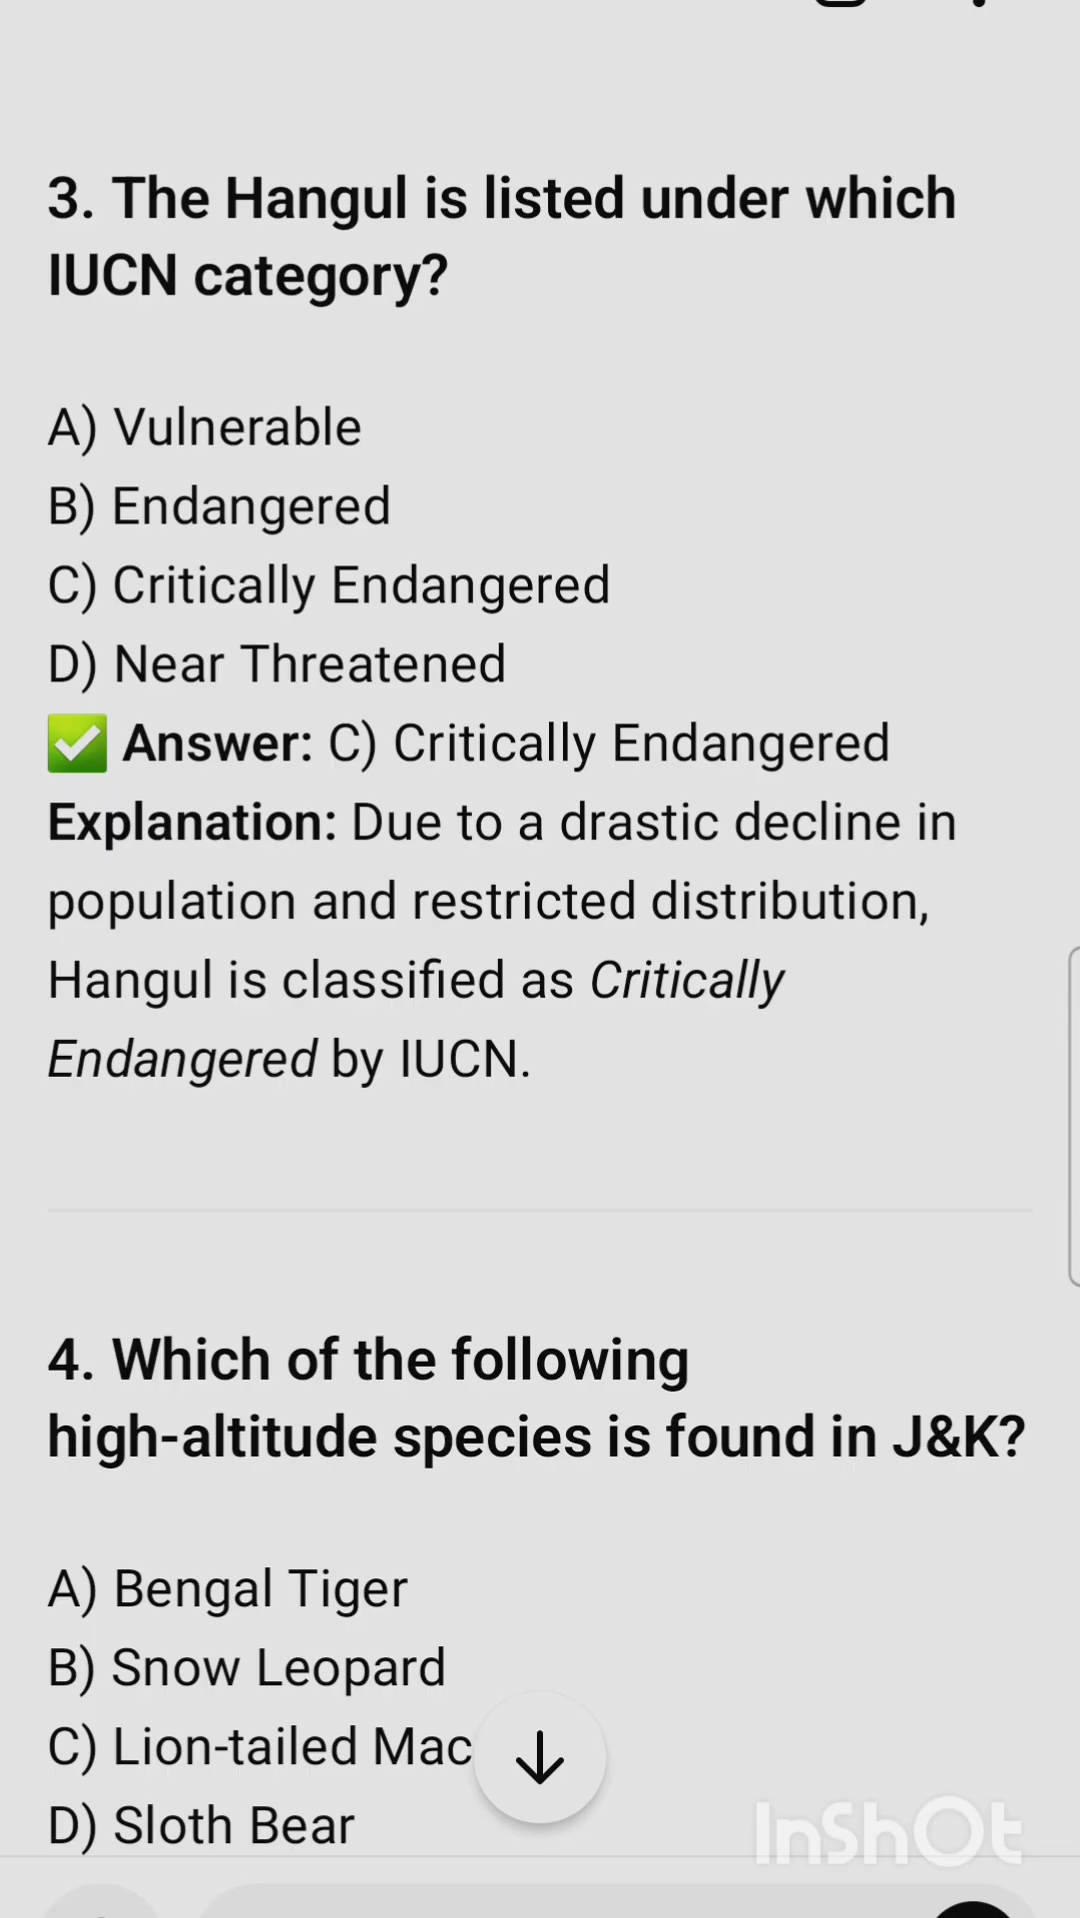 3. The Hangul is listed under which
IUCN category?
A) Vulnerable
B) Endangered
C) Critically Endangered
D) Near Threatened
✅ Answer: C) Critically Endangered
Explanation: Due to a drastic decline in
population and restricted distribution,
Hangul is classified as Critically
Endangered by IUCN.
4. Which of the following
high-altitude species is found in J&K?
A) Bengal Tiger
B) Snow Leopard
C) Lion-tailed Mac
D) Sloth Bear
InShOt